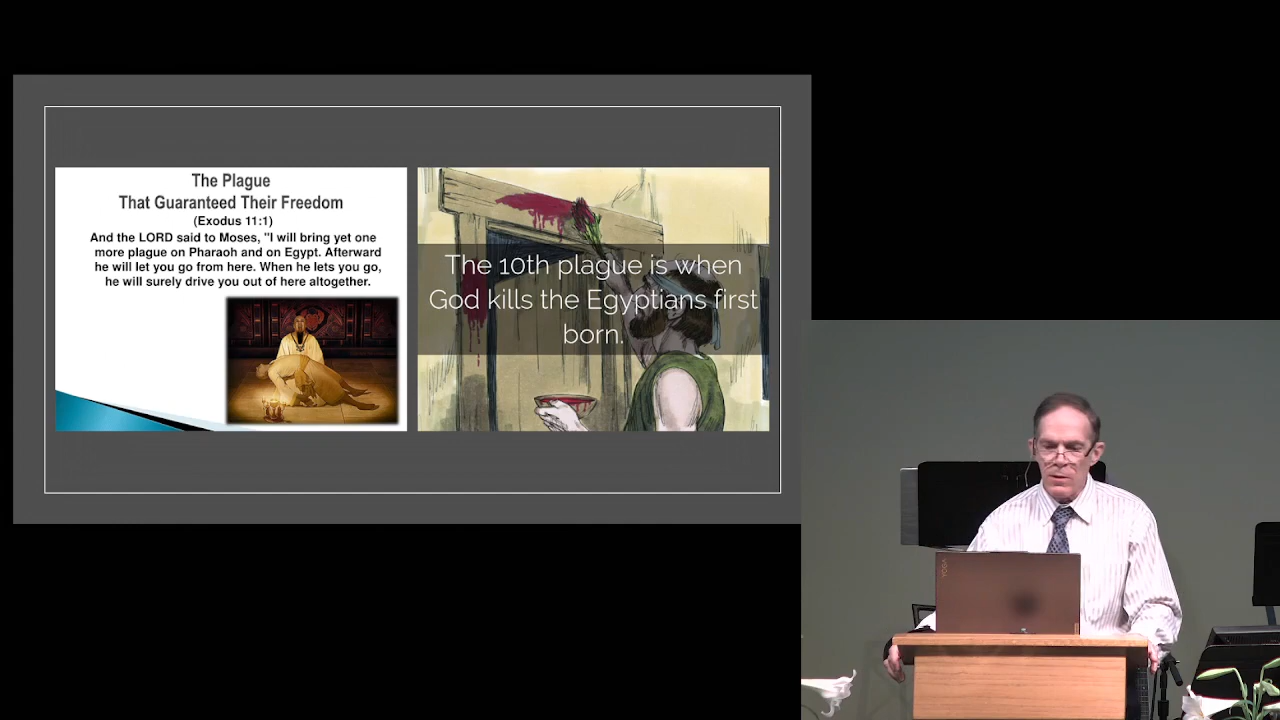 The Plague
That Guaranteed Their Freedom
(Exodus 11:1)
And the LORD said to Moses, "I will bring yet one
more plague on Pharaoh and on Egypt. Afterward
he will let you go from here. When he lets you go,
he will surely drive you out of here altogether.
The 10th plague is when
God kills the Egyptians first
born.
YOGA